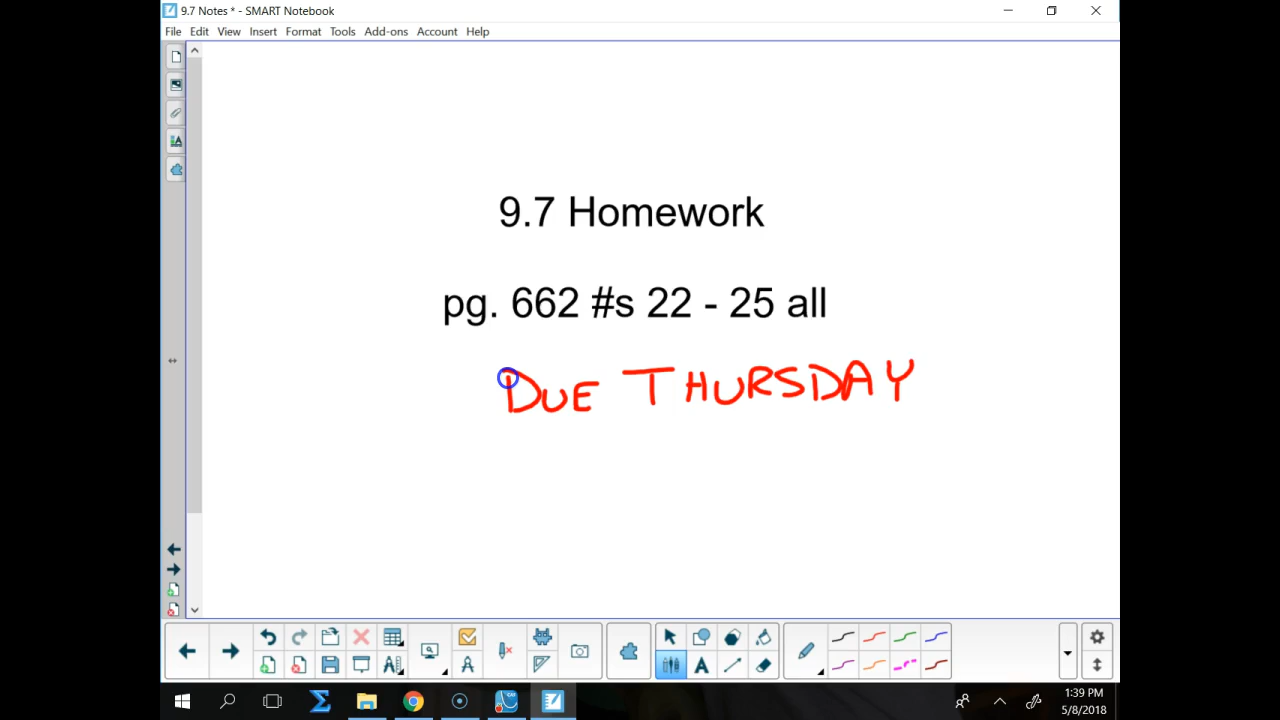 9.7 Notes * - SMART Notebook
File Edit View Insert Format Tools Add-ons Account Help
9.7 Homework
pg. 662 #s 22 - 25 all
DUE THURSDAY
1:39 PM
5/8/2018